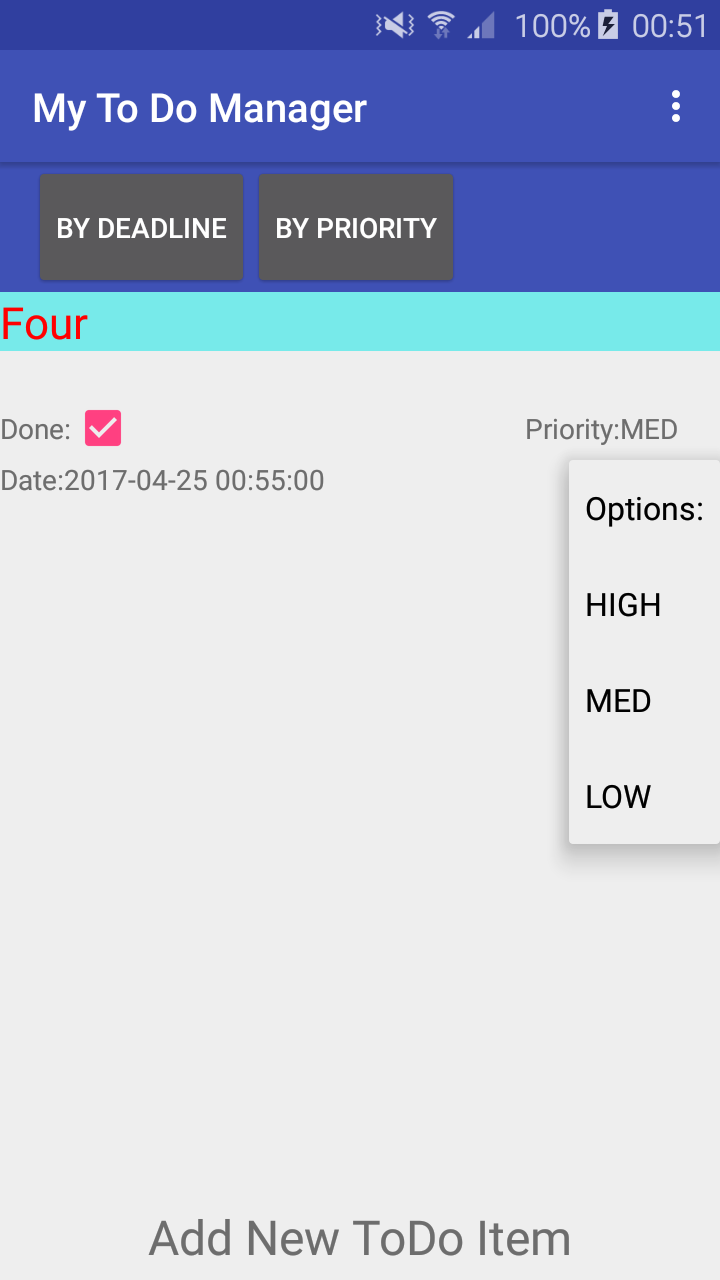 100% 00:51
My To Do Manager
BY DEADLINE BY PRIORITY
Four
Done: Priority:MED
Date:2017-04-25 00:55:00
Options:
HIGH
MED
LOW
Add New ToDo Item